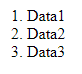 1. Data1
2. Data2
3. Data3